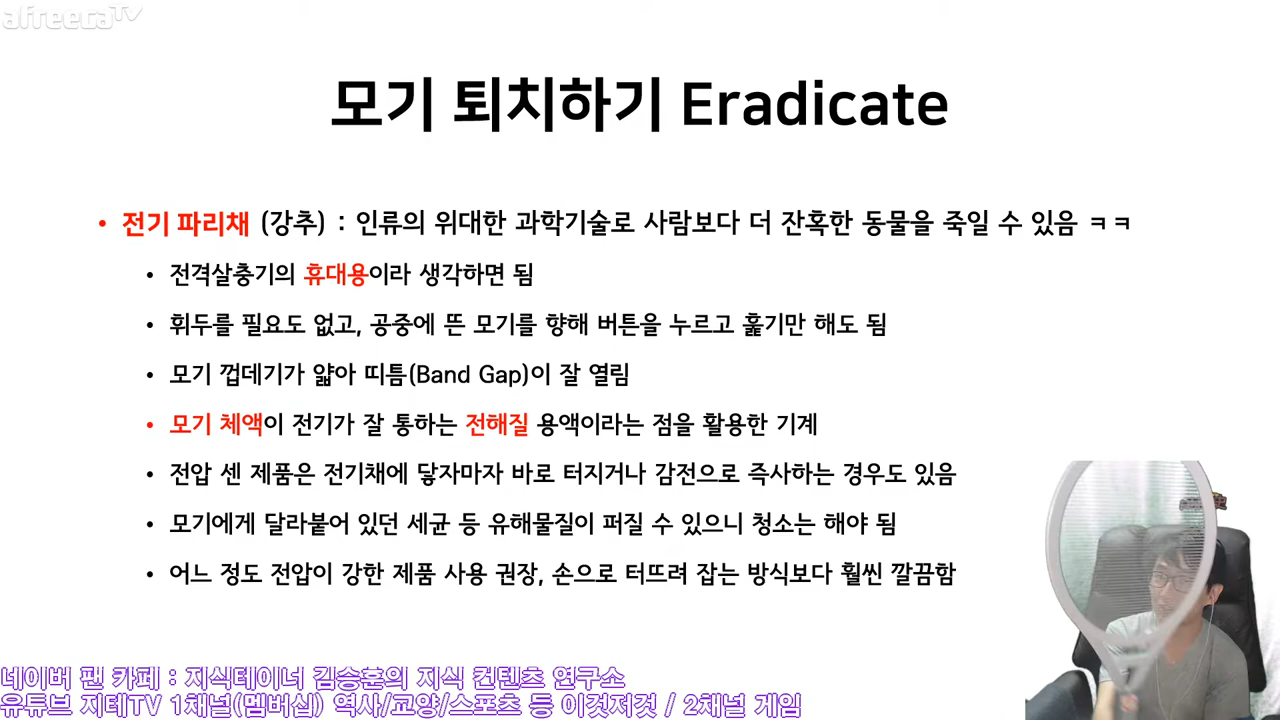 afreecaTV
모기 퇴치하기 Eradicate
• 전기 파리채 (강추) : 인류의 위대한 과학기술로 사람보다 더 잔혹한 동물을 죽일 수 있음 ㅋㅋ
• 전격살충기의 휴대용이라 생각하면 됨
• 휘두를 필요도 없고, 공중에 뜬 모기를 향해 버튼을 누르고 훑기만 해도 됨
• 모기 껍데기가 얇아 띠틈(Band Gap)이 잘 열림
• 모기 체액이 전기가 잘 통하는 전해질 용액이라는 점을 활용한 기계
• 전압 센 제품은 전기채에 닿자마자 바로 터지거나 감전으로 즉사하는 경우도 있음
• 모기에게 달라붙어 있던 세균 등 유해물질이 퍼질 수 있으니 청소는 해야 됨
• 어느 정도 전압이 강한 제품 사용 권장, 손으로 터뜨려 잡는 방식보다 훨씬 깔끔함
네이버 팬 카페 : 지식테이너 김승훈의 지식 컨텐츠 연구소
유튜브 지테TV 1채널(멤버십) 역사/교양/스포츠 등 이것저것 / 2채널 게임